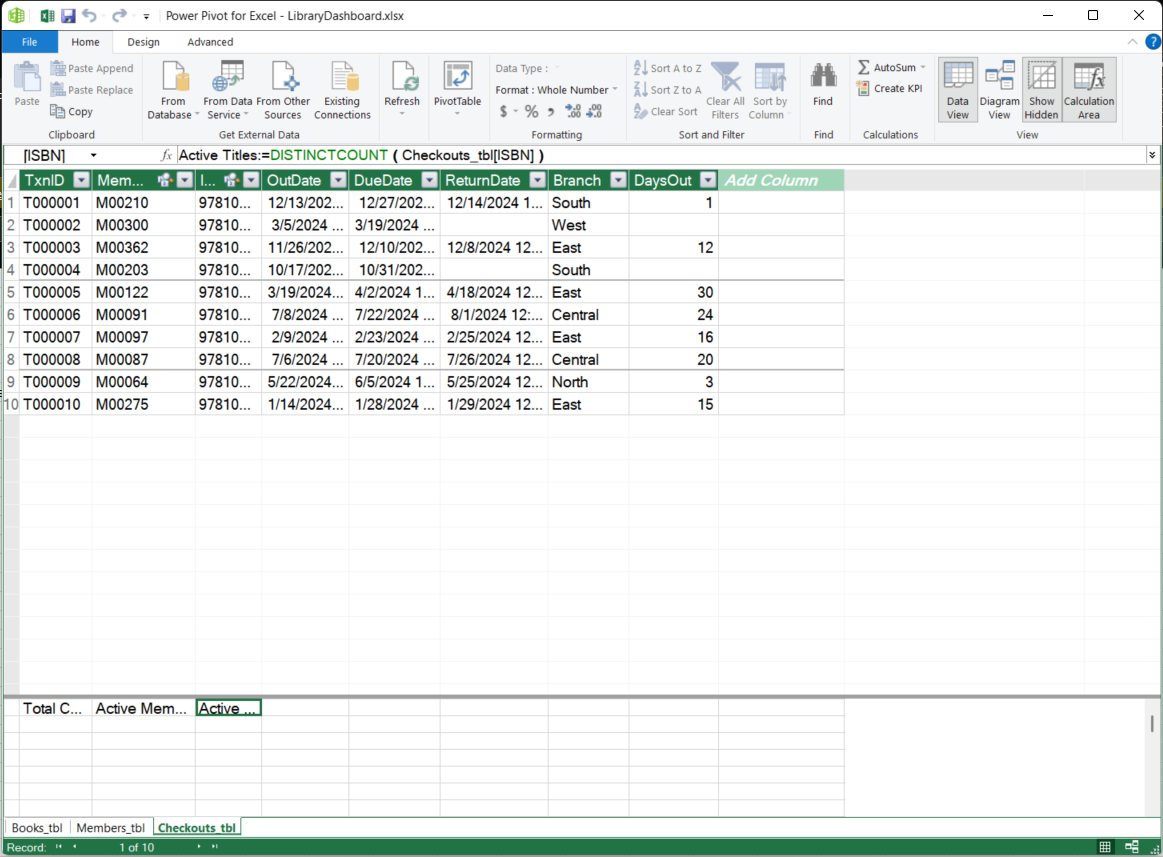 Power Pivot for Excel - LibraryDashboard.xlsx
File Home Design Advanced
Paste
Paste Append
Paste Replace
Copy
Clipboard
From Database
From Data Service
From Other Sources
Existing Connections
Get External Data
Refresh
PivotTable
Data Type :
Format : Whole Number
$ % , .00 .00
Formatting
Sort A to Z
Sort Z to A
Clear Sort
Clear All Filters
Sort by Column
Sort and Filter
Find
Find
AutoSum
Create KPI
Calculations
Data View
Diagram View
Show Hidden
Calculation Area
View
[ISBN] fx Active Titles:=DISTINCTCOUNT ( Checkouts_tbl[ISBN] )
TxnID Mem... I... OutDate DueDate ReturnDate Branch DaysOut Add Column
1 T000001 M00210 97810... 12/13/202... 12/27/202... 12/14/2024 1... South 1
2 T000002 M00300 97810... 3/5/2024 ... 3/19/2024 ... West
3 T000003 M00362 97810... 11/26/202... 12/10/202... 12/8/2024 12... East 12
4 T000004 M00203 97810... 10/17/202... 10/31/202... South
5 T000005 M00122 97810... 3/19/2024... 4/2/2024 1... 4/18/2024 12... East 30
6 T000006 M00091 97810... 7/8/2024 ... 7/22/2024 ... 8/1/2024 12:... Central 24
7 T000007 M00097 97810... 2/9/2024 ... 2/23/2024 ... 2/25/2024 12... East 16
8 T000008 M00087 97810... 7/6/2024 ... 7/20/2024 ... 7/26/2024 12... Central 20
9 T000009 M00064 97810... 5/22/2024... 6/5/2024 1... 5/25/2024 12... North 3
10 T000010 M00275 97810... 1/14/2024... 1/28/2024 ... 1/29/2024 12... East 15
Total C... Active Mem... Active ...
Books_tbl Members_tbl Checkouts_tbl
Record: 1 of 10